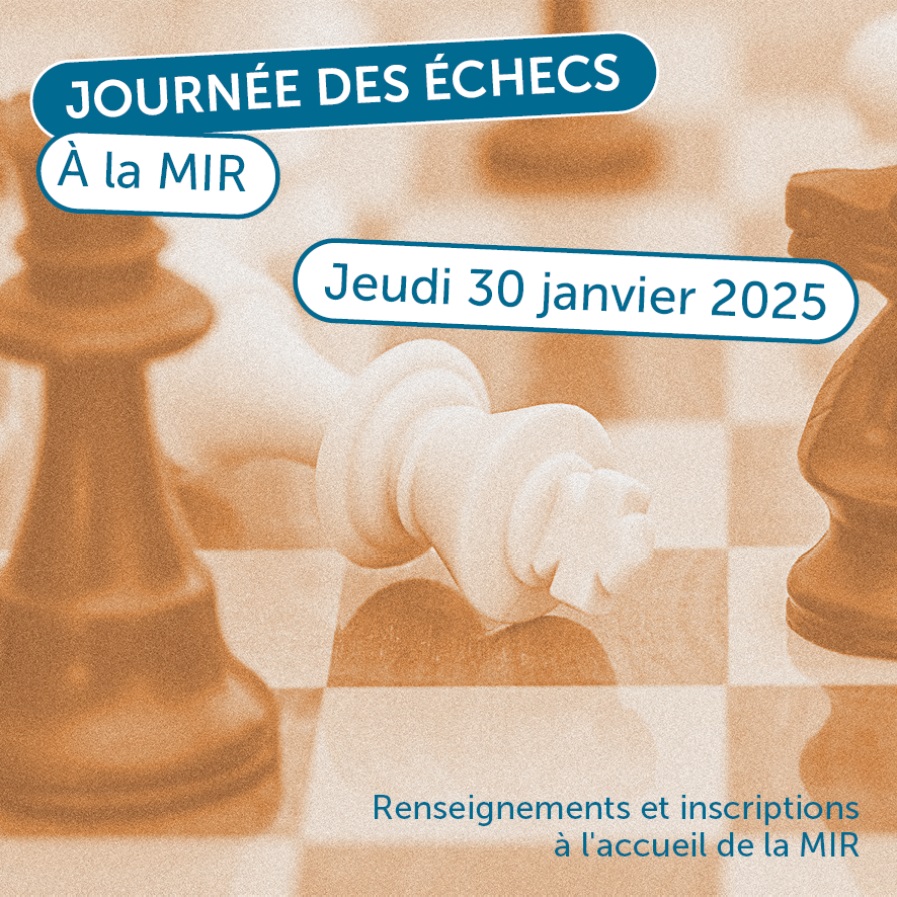 JOURNÉE DES ÉCHECS
À la MIR
Jeudi 30 janvier 2025
Renseignements et inscriptions
à l'accueil de la MIR